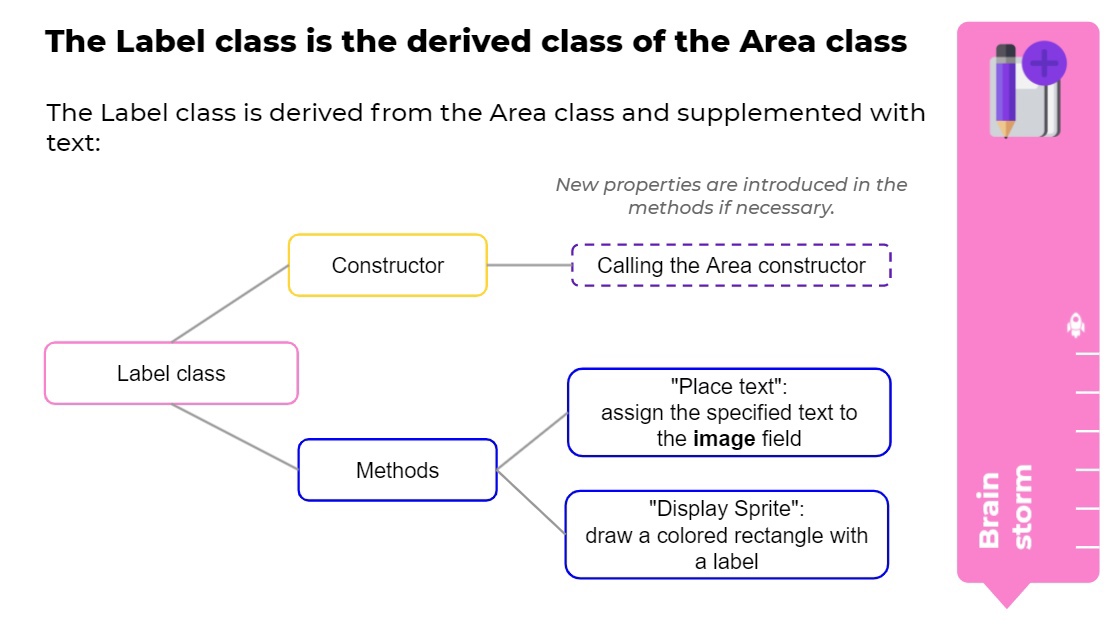 The Label class is the derived class of the Area class
The Label class is derived from the Area class and supplemented with
text:
New properties are introduced in the
methods if necessary.
Constructor
Calling the Area constructor
Label class
"Place text":
assign the specified text to
the image field
Methods
"Display Sprite":
draw a colored rectangle with
a label
Brain
storm